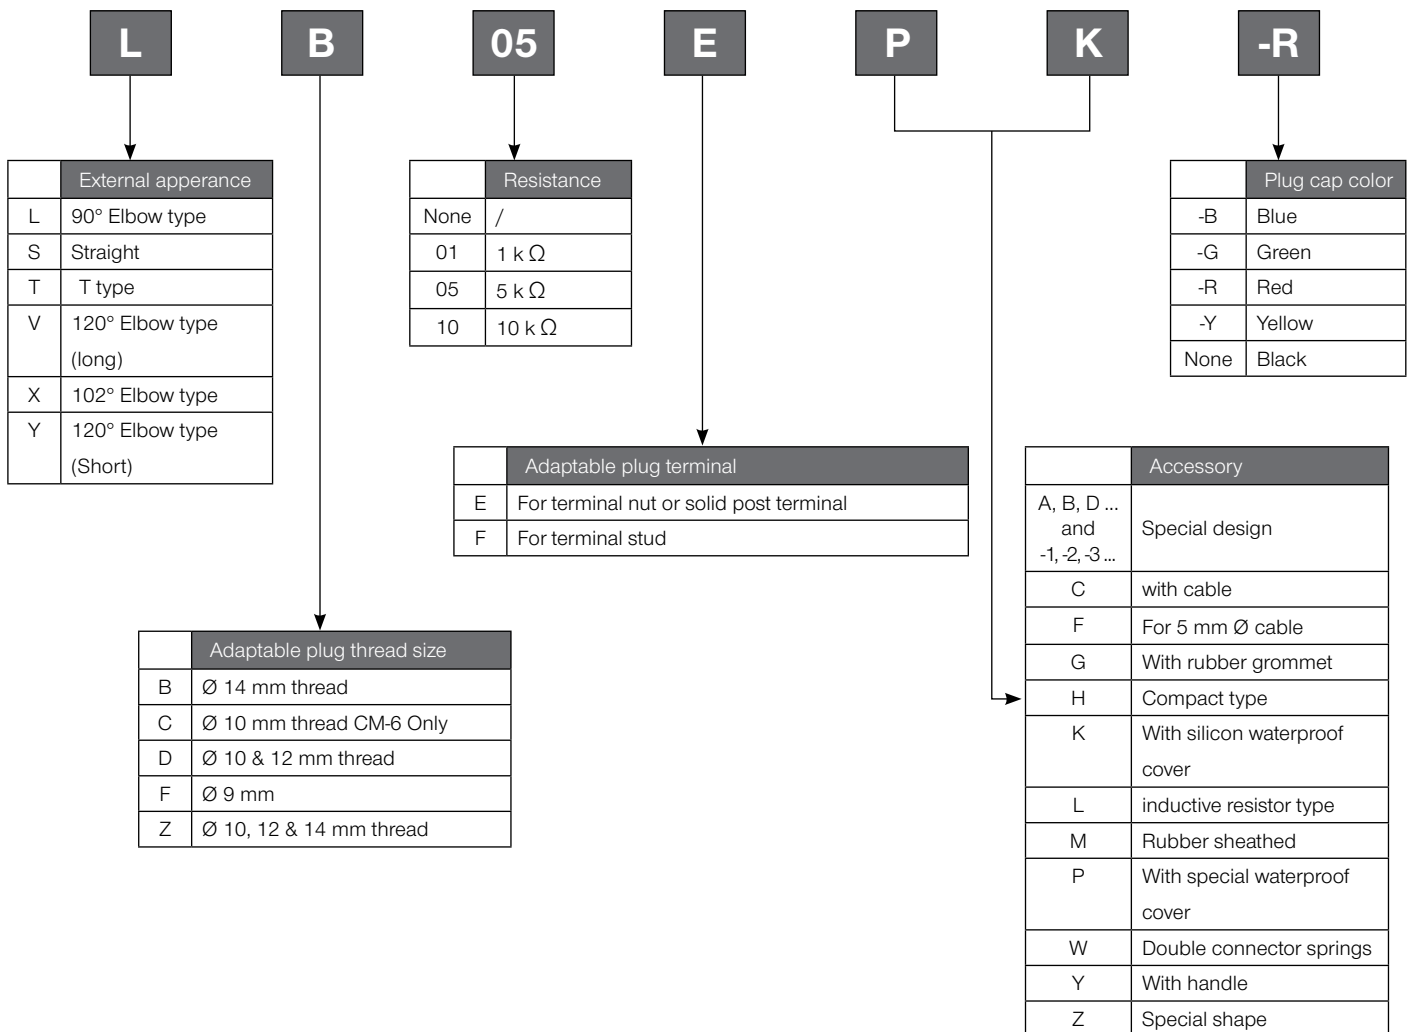 L B 05 E P K -R
External apperance
L 90° Elbow type
S Straight
T T type
V 120° Elbow type
(long)
X 102° Elbow type
Y 120° Elbow type
(Short)
Resistance
None /
01 1 k Ω
05 5 k Ω
10 10 k Ω
Plug cap color
-B Blue
-G Green
-R Red
-Y Yellow
None Black
Adaptable plug terminal
E For terminal nut or solid post terminal
F For terminal stud
Adaptable plug thread size
B Ø 14 mm thread
C Ø 10 mm thread CM-6 Only
D Ø 10 & 12 mm thread
F Ø 9 mm
Z Ø 10, 12 & 14 mm thread
Accessory
A, B, D ...
and
-1, -2, -3 ...
Special design
C with cable
F For 5 mm Ø cable
G With rubber grommet
H Compact type
K With silicon waterproof
cover
L inductive resistor type
M Rubber sheathed
P With special waterproof
cover
W Double connector springs
Y With handle
Z Special shape